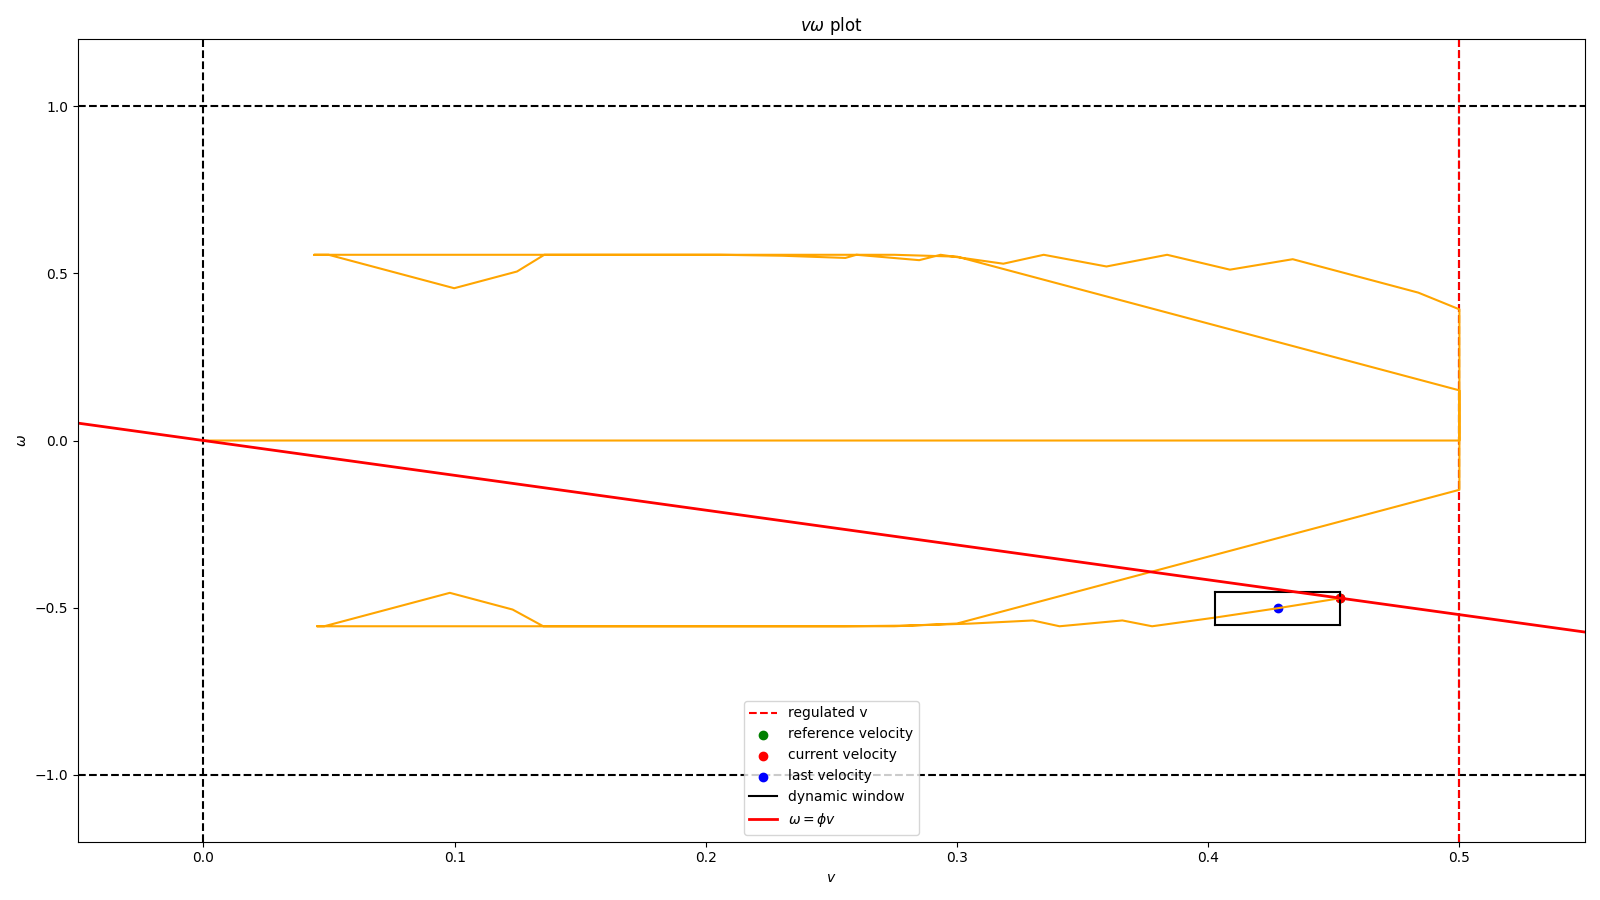 vω plot
1.0
0.5
0.0
−0.5
−1.0
ω
regulated v
reference velocity
current velocity
last velocity
dynamic window
ω = ϕv
0.0 0.1 0.2 0.3 0.4 0.5
v